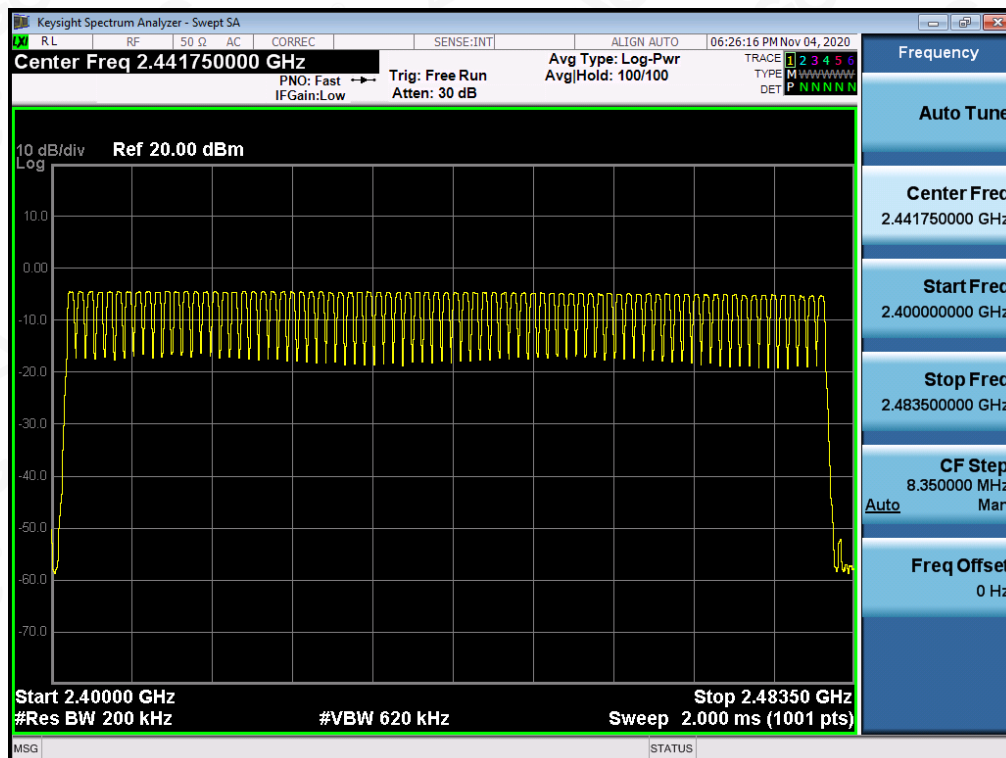 Keysight Spectrum Analyzer - Swept SA
LXI RL RF 50 Ω AC CORREC SENSE:INT ALIGN AUTO 06:26:16 PM Nov 04, 2020
Center Freq 2.441750000 GHz
PNO: Fast
IFGain:Low
Trig: Free Run
Atten: 30 dB
Avg Type: Log-Pwr
Avg|Hold: 100/100
TRACE 1 2 3 4 5 6
TYPE M WWWWW
DET P N N N N N
10 dB/div Ref 20.00 dBm
Log
10.0
0.00
-10.0
-20.0
-30.0
-40.0
-50.0
-60.0
-70.0
Start 2.40000 GHz Stop 2.48350 GHz
#Res BW 200 kHz #VBW 620 kHz Sweep 2.000 ms (1001 pts)
MSG STATUS
Frequency
Auto Tune
Center Freq
2.441750000 GHz
Start Freq
2.400000000 GHz
Stop Freq
2.483500000 GHz
CF Step
8.350000 MHz
Auto Man
Freq Offset
0 Hz